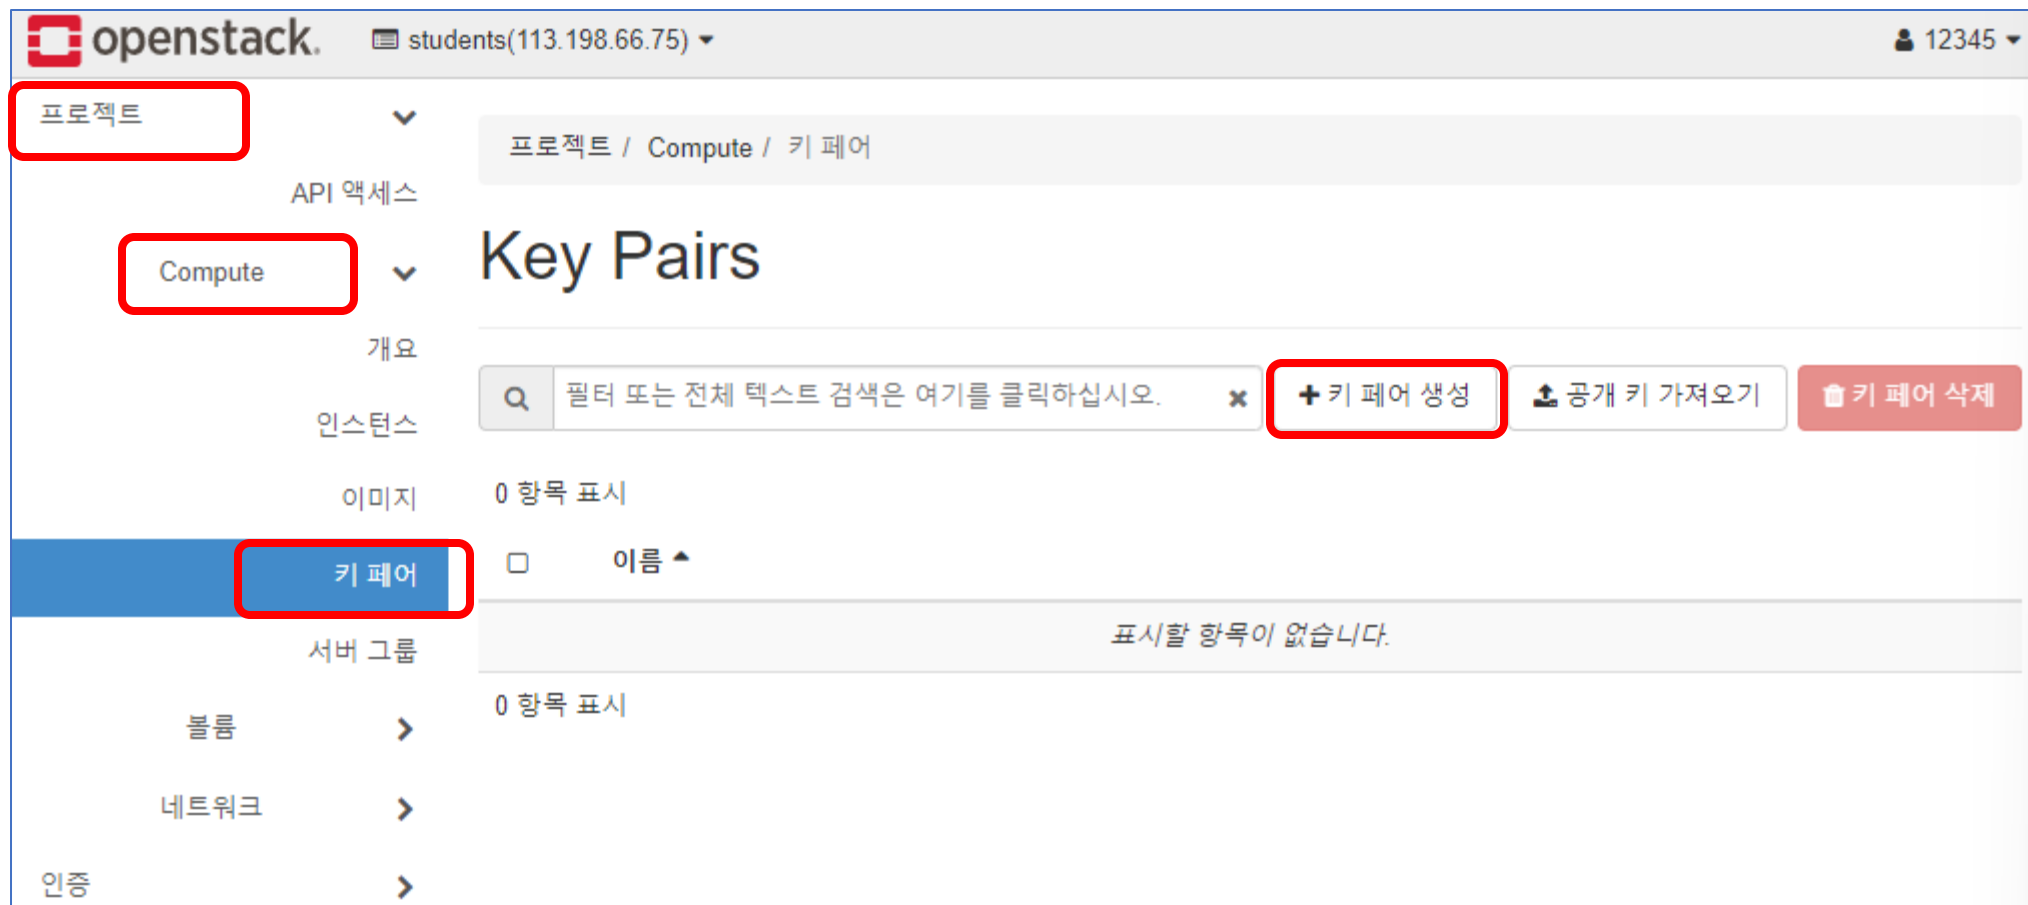 openstack. students(113.198.66.75) 12345
프로젝트
API 액세스
Compute
개요
인스턴스
이미지
키 페어
서버 그룹
볼륨
네트워크
인증
프로젝트 / Compute / 키 페어
Key Pairs
필터 또는 전체 텍스트 검색은 여기를 클릭하십시오. 키 페어 생성 공개 키 가져오기 키 페어 삭제
0 항목 표시
이름
표시할 항목이 없습니다.
0 항목 표시